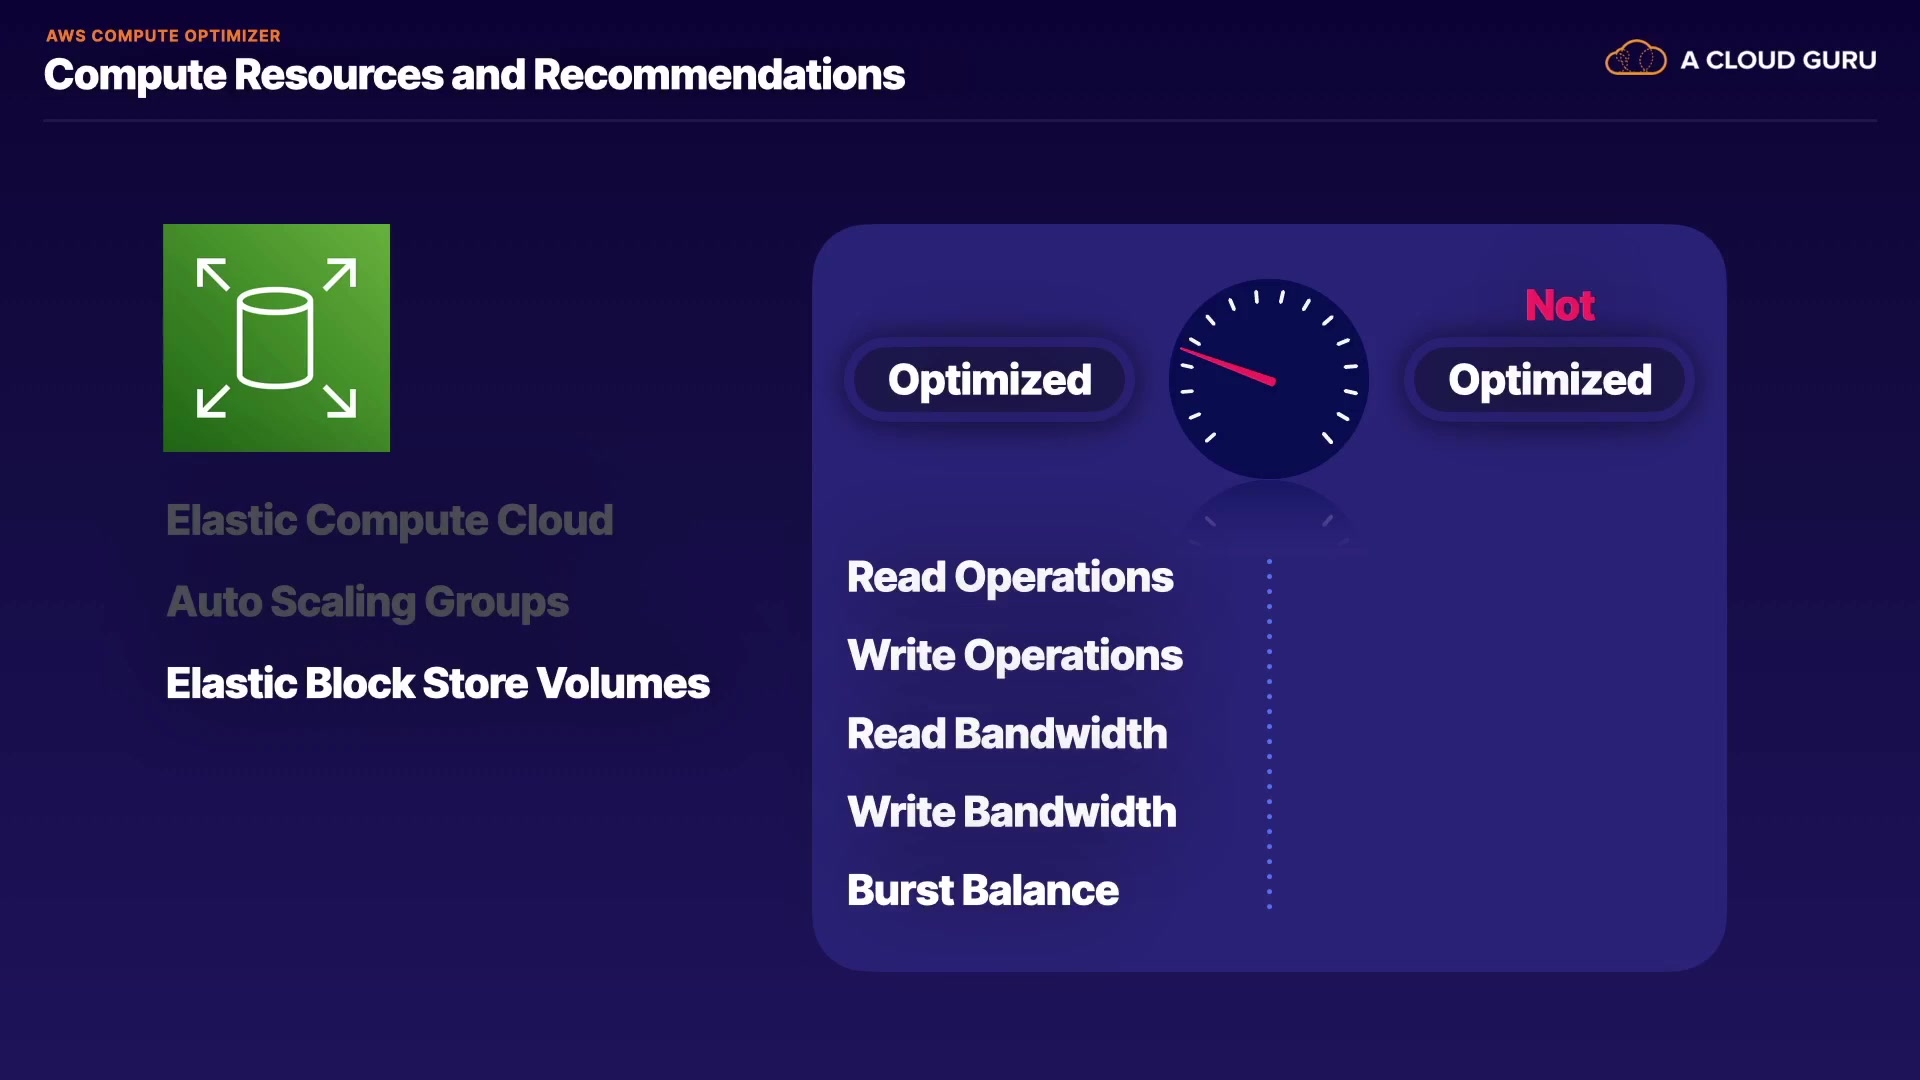 AWS COMPUTE OPTIMIZER
Compute Resources and Recommendations
A CLOUD GURU
Elastic Compute Cloud
Auto Scaling Groups
Elastic Block Store Volumes
Optimized
Not
Optimized
Read Operations
Write Operations
Read Bandwidth
Write Bandwidth
Burst Balance